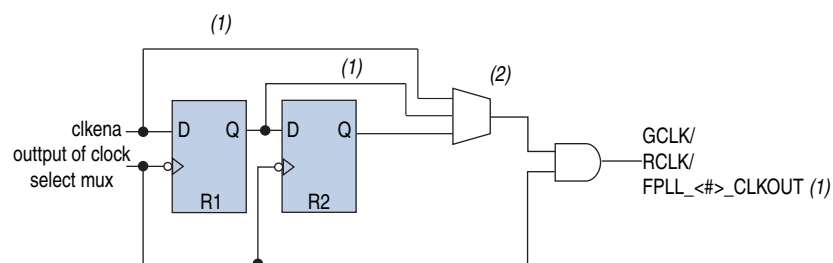 (1)
(1)
(2)
clkena
outtput of clock
select mux
D
Q
R1
D
Q
R2
GCLK/
RCLK/
FPLL_<#>_CLKOUT (1)